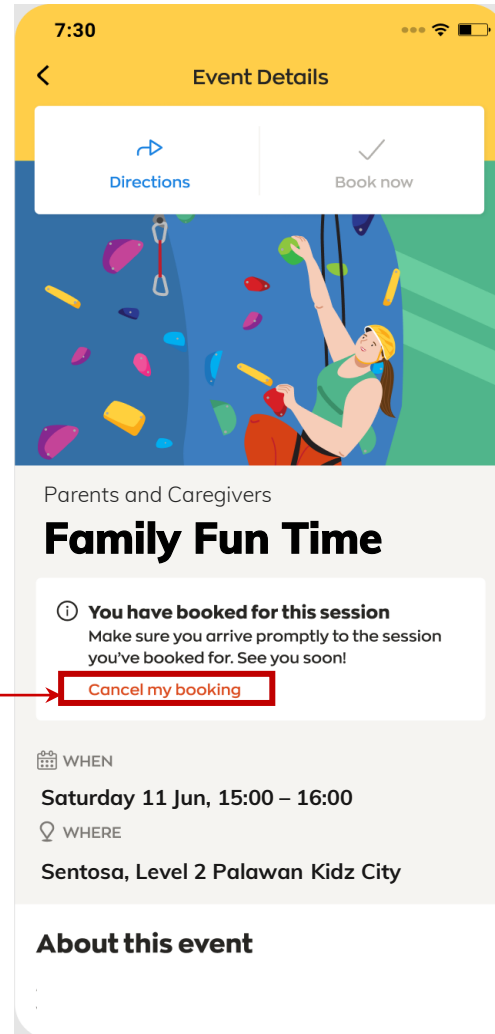 7:30
Event Details
Directions
Book now
Parents and Caregivers
Family Fun Time
You have booked for this session
Make sure you arrive promptly to the session
you've booked for. See you soon!
Cancel my booking
WHEN
Saturday 11 Jun, 15:00 – 16:00
WHERE
Sentosa, Level 2 Palawan Kidz City
About this event